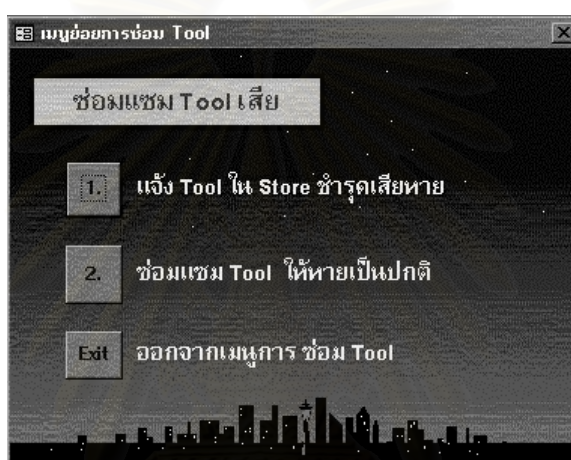 เมนูย่อยการซ่อม Tool
ซ่อมแซม Tool เสีย
1. แจ้ง Tool ใน Store ชำรุดเสียหาย
2. ซ่อมแซม Tool ให้หายเป็นปกติ
Exit ออกจากเมนูการ ซ่อม Tool